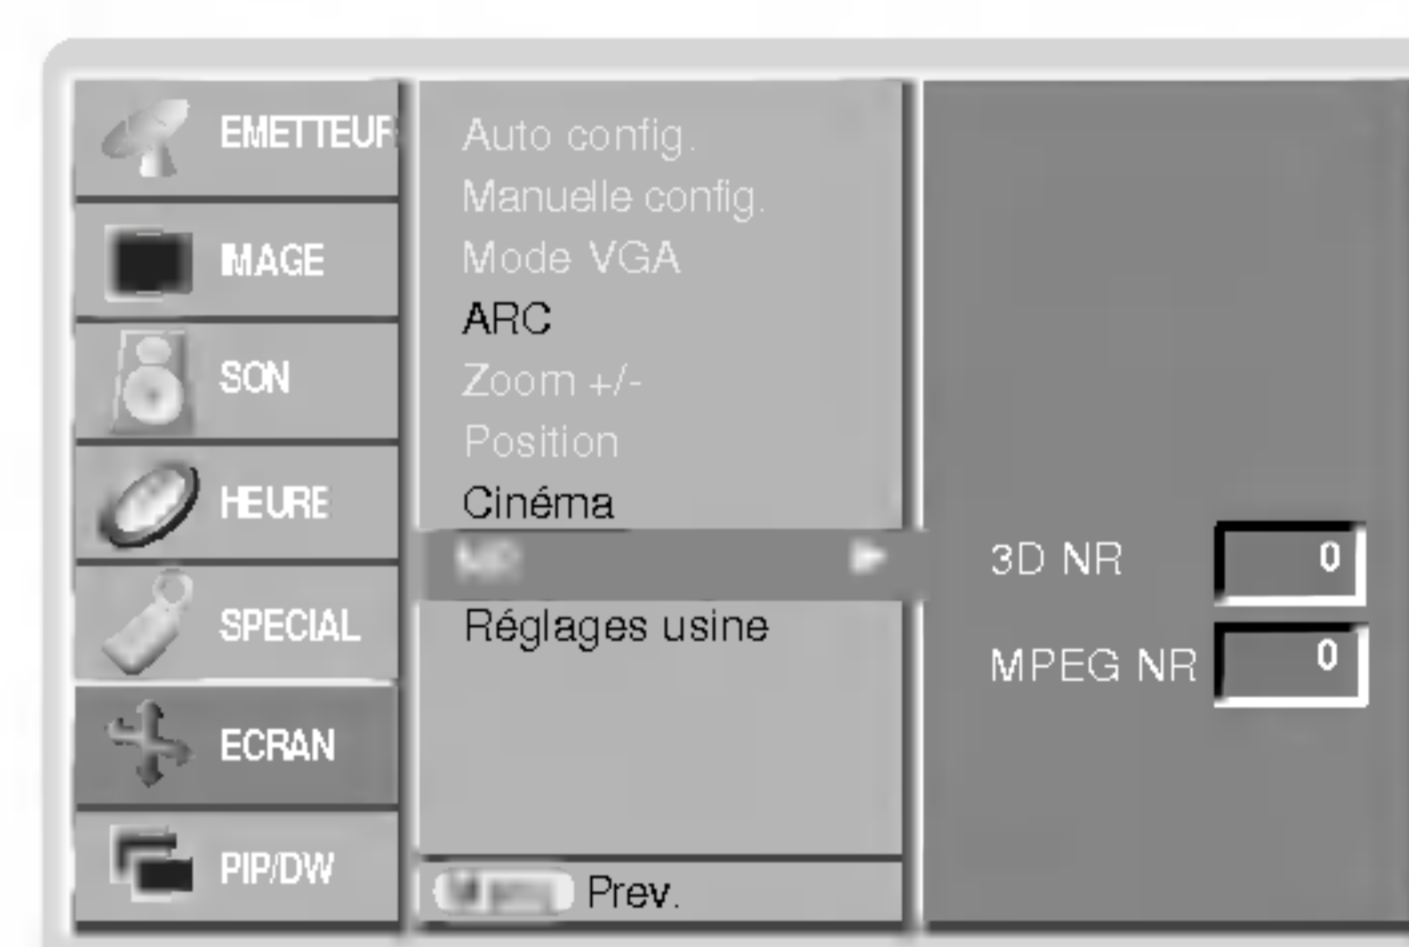 EMETTEUR
IMAGE
SON
HEURE
SPECIAL
ECRAN
PIP/DW
Auto config.
Manuelle config.
Mode VGA
ARC
Zoom +/-
Position
Cinéma
Réglages usine
Prev.
3D NR 0
MPEG NR 0